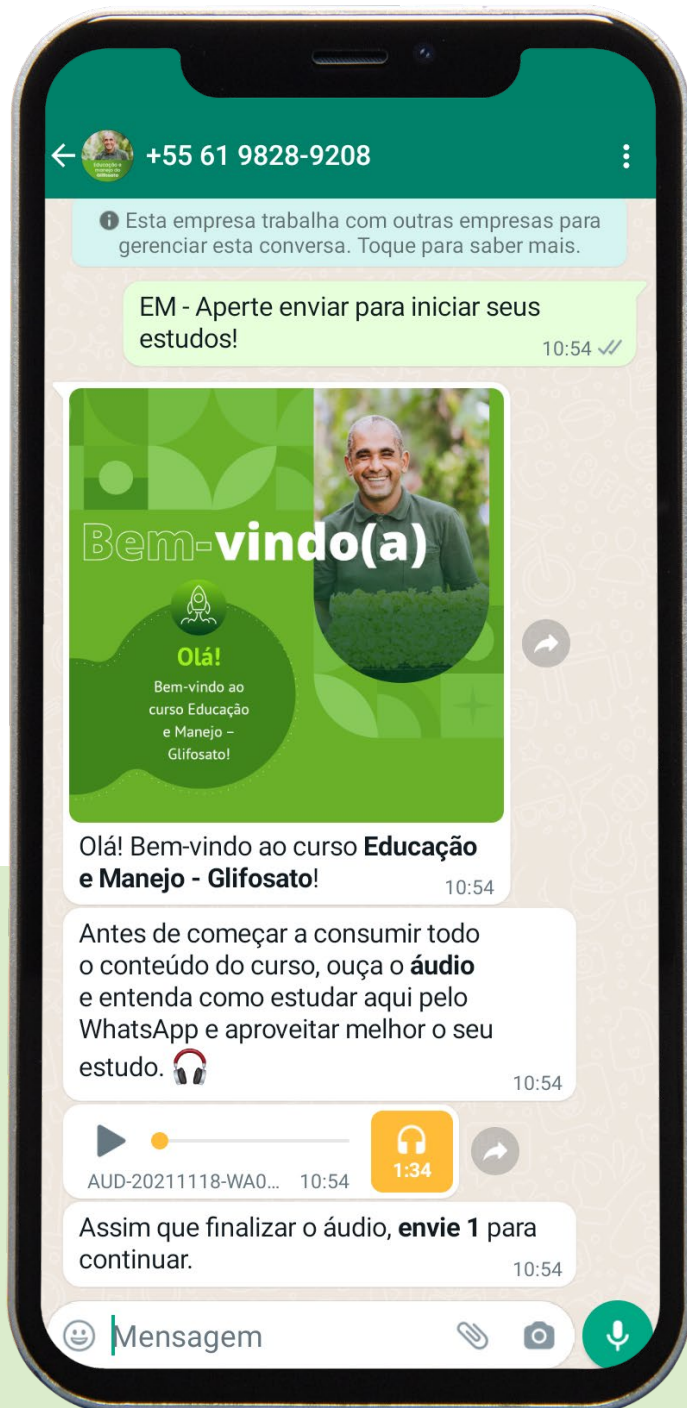 +55 61 9828-9208
Educação e
manejo do
Glifosato
Esta empresa trabalha com outras empresas para
gerenciar esta conversa. Toque para saber mais.
EM - Aperte enviar para iniciar seus
estudos!
10:54
Bem-vindo(a)
Olá!
Bem-vindo ao
curso Educação
e Manejo –
Glifosato!
Olá! Bem-vindo ao curso Educação
e Manejo - Glifosato!
10:54
Antes de começar a consumir todo
o conteúdo do curso, ouça o áudio
e entenda como estudar aqui pelo
WhatsApp e aproveitar melhor o seu
estudo. 🎧
10:54
1:34
AUD-20211118-WA0... 10:54
Assim que finalizar o áudio, envie 1 para
continuar.
10:54
Mensagem